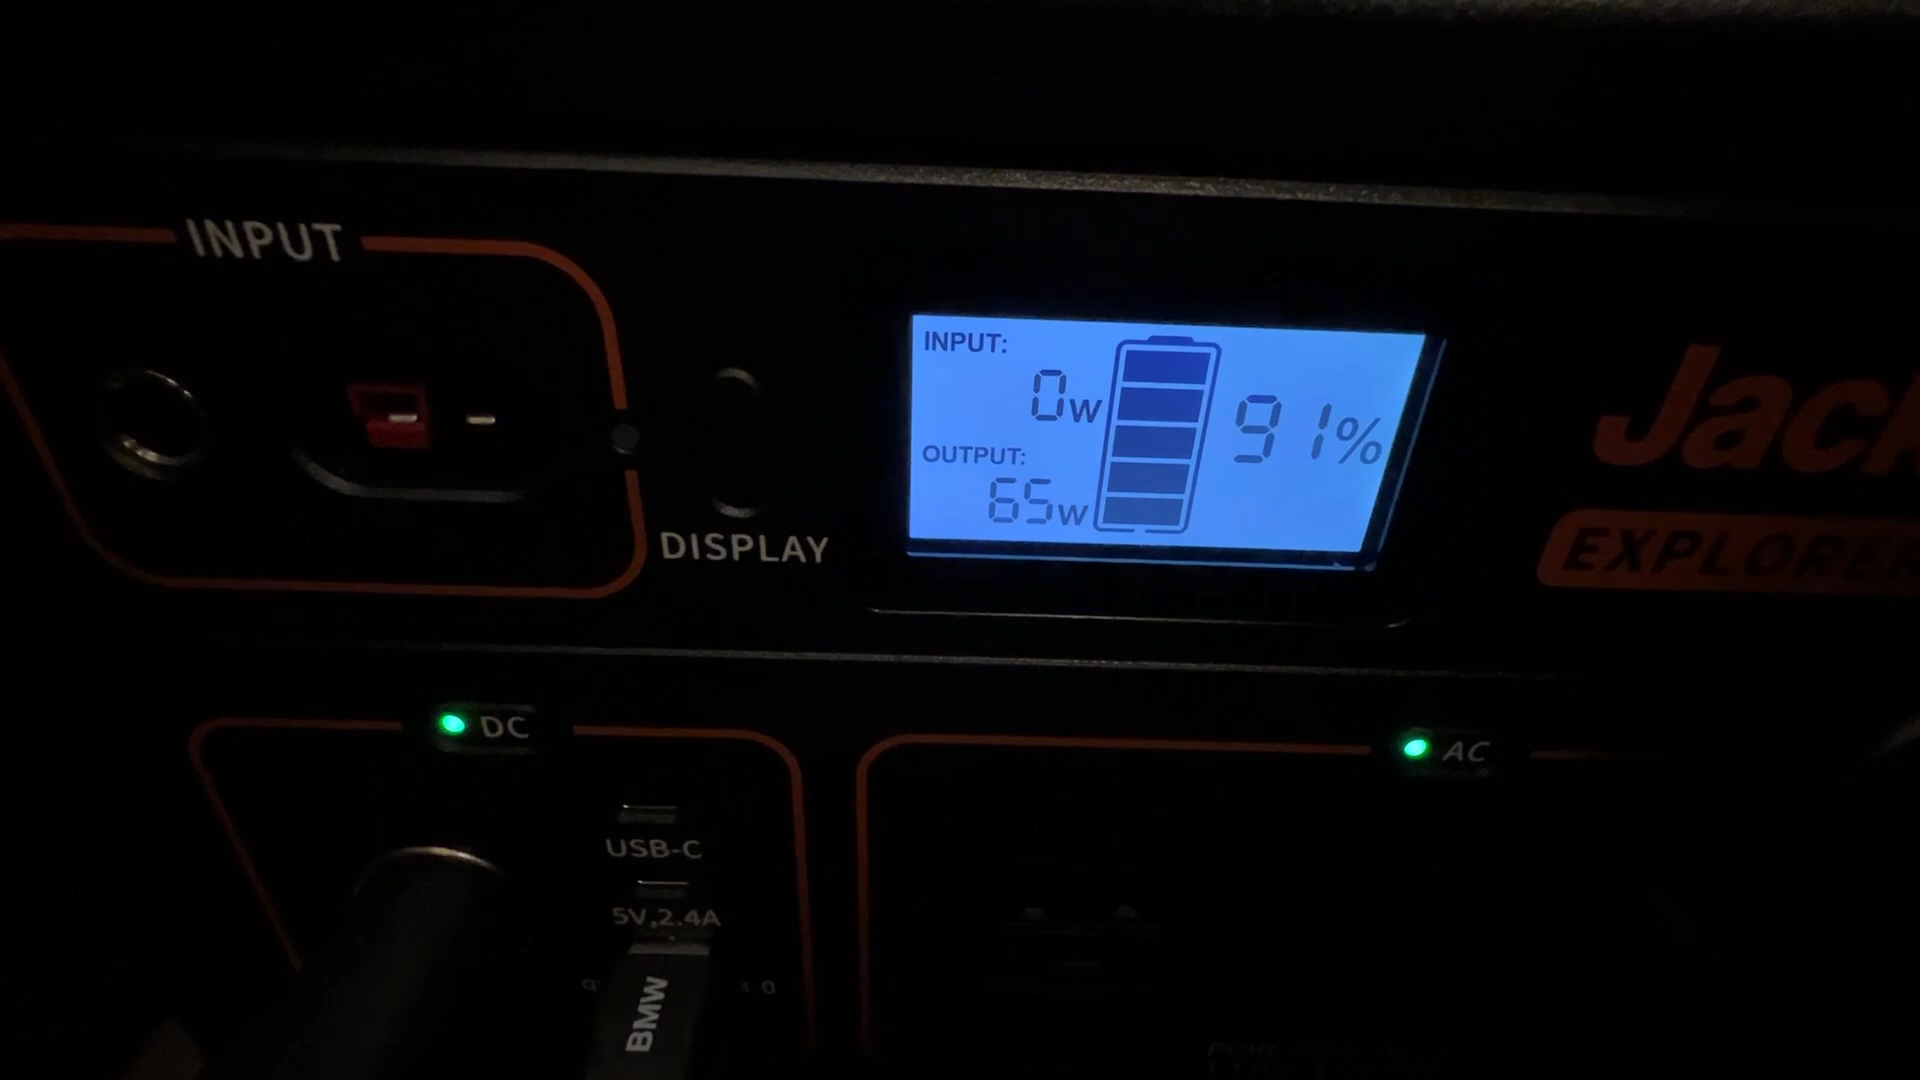 INPUT
INPUT:
0w
91%
OUTPUT:
65w
DISPLAY
Jack
EXPLORER
DC
AC
USB-C
5V,2.4A
3.0
BMW